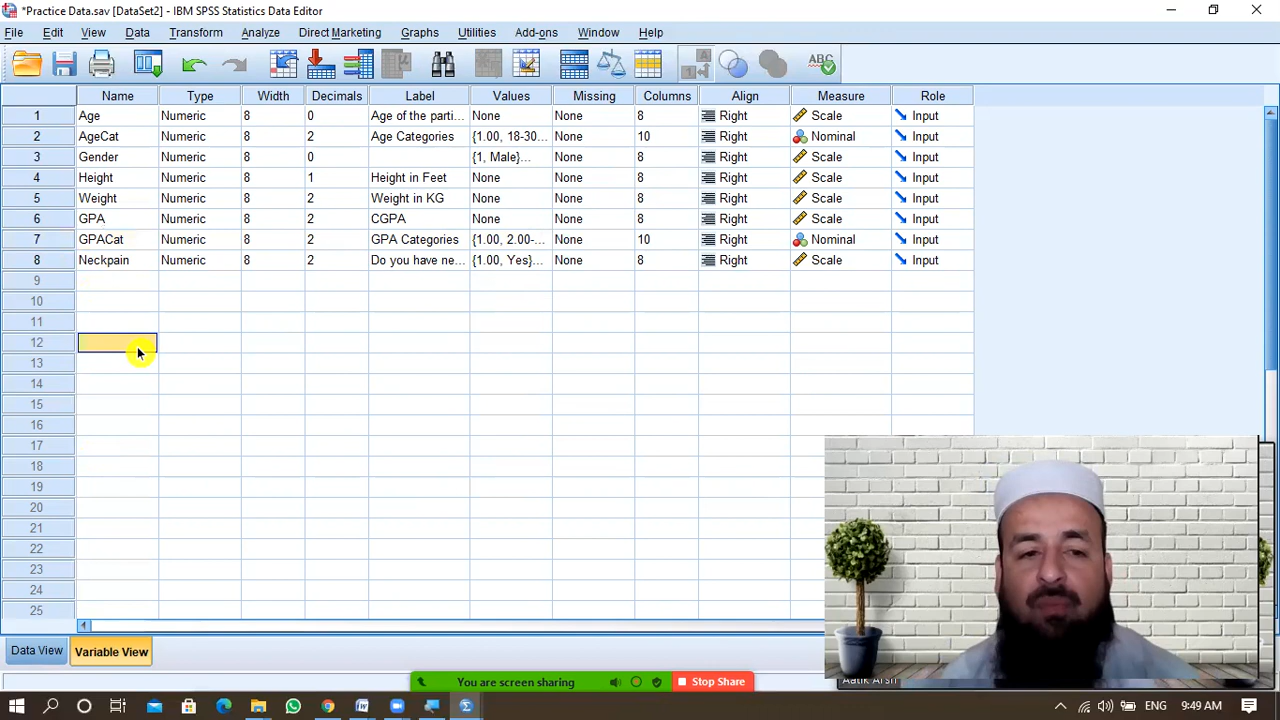 *Practice Data.sav [DataSet2] - IBM SPSS Statistics Data Editor
File Edit View Data Transform Analyze Direct Marketing Graphs Utilities Add-ons Window Help
Name Type Width Decimals Label Values Missing Columns Align Measure Role
1 Age Numeric 8 0 Age of the parti... None None 8 Right Scale Input
2 AgeCat Numeric 8 2 Age Categories {1.00, 18-30... None 10 Right Nominal Input
3 Gender Numeric 8 0 {1, Male}... None 8 Right Scale Input
4 Height Numeric 8 1 Height in Feet None None 8 Right Scale Input
5 Weight Numeric 8 2 Weight in KG None None 8 Right Scale Input
6 GPA Numeric 8 2 CGPA None None 8 Right Scale Input
7 GPACat Numeric 8 2 GPA Categories {1.00, 2.00-... None 10 Right Nominal Input
8 Neckpain Numeric 8 2 Do you have ne... {1.00, Yes}... None 8 Right Scale Input
9
10
11
12
13
14
15
16
17
18
19
20
21
22
23
24
25
Data View Variable View
You are screen sharing Stop Share
ENG 9:49 AM